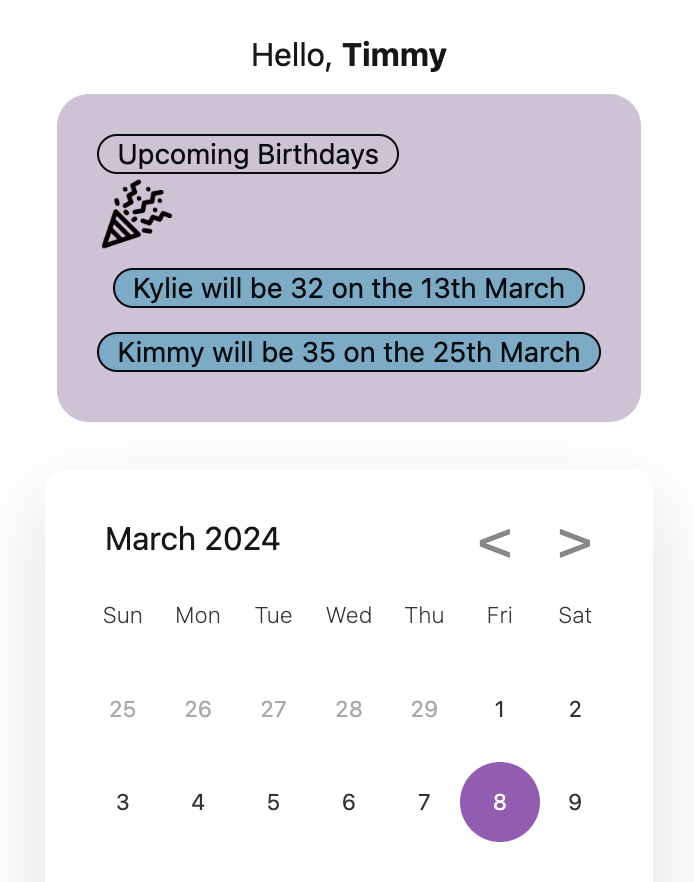 Hello, Timmy
Upcoming Birthdays
Kylie will be 32 on the 13th March
Kimmy will be 35 on the 25th March
March 2024 < >
Sun Mon Tue Wed Thu Fri Sat
25 26 27 28 29 1 2
3 4 5 6 7 8 9